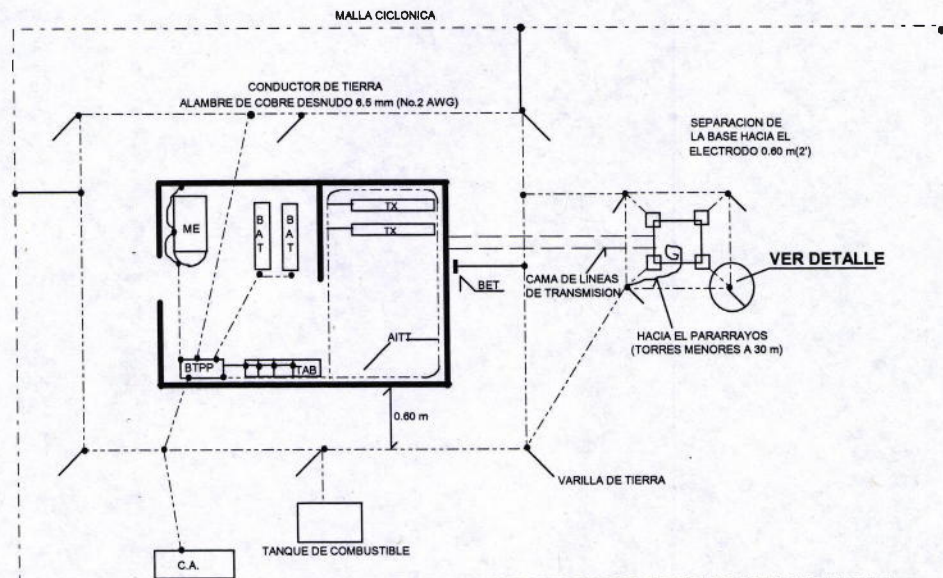 MALLA CICLONICA
CONDUCTOR DE TIERRA
ALAMBRE DE COBRE DESNUDO 6.5 mm (No.2 AWG)
SEPARACION DE
LA BASE HACIA EL
ELECTRODO 0.60 m(2')
ME
BAT
BAT
TX
TX
VER DETALLE
CAMA DE LINEAS
DE TRANSMISION
BET
HACIA EL PARARRAYOS
(TORRES MENORES A 30 m)
AITT
BTPP
TAB
0.60 m
VARILLA DE TIERRA
TANQUE DE COMBUSTIBLE
C.A.